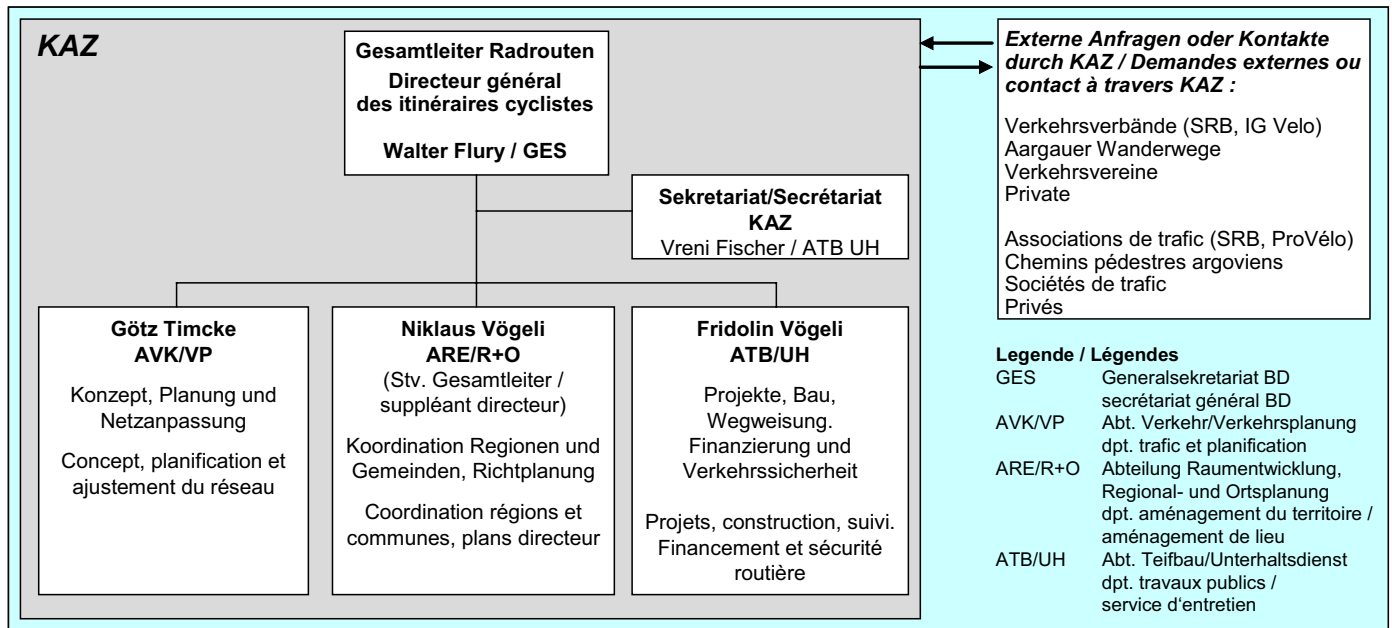 KAZ
Gesamtleiter Radrouten
Directeur général
des itinéraires cyclistes
Walter Flury / GES
Sekretariat/Secrétariat
KAZ
Vreni Fischer / ATB UH
Götz Timcke
AVK/VP
Konzept, Planung und
Netzanpassung
Concept, planification et
ajustement du réseau
Niklaus Vögeli
ARE/R+O
(Stv. Gesamtleiter /
suppléant directeur)
Koordination Regionen und
Gemeinden, Richtplanung
Coordination régions et
communes, plans directeur
Fridolin Vögeli
ATB/UH
Projekte, Bau,
Wegweisung.
Finanzierung und
Verkehrssicherheit
Projets, construction, suivi.
Financement et sécurité
routière
Externe Anfragen oder Kontakte
durch KAZ / Demandes externes ou
contact à travers KAZ :
Verkehrsverbände (SRB, IG Velo)
Aargauer Wanderwege
Verkehrsvereine
Private
Associations de trafic (SRB, ProVélo)
Chemins pédestres argoviens
Sociétés de trafic
Privés
Legende / Légendes
GES Generalsekretariat BD
secrétariat général BD
AVK/VP Abt. Verkehr/Verkehrsplanung
dpt. trafic et planification
ARE/R+O Abteilung Raumentwicklung,
Regional- und Ortsplanung
dpt. aménagement du territoire /
aménagement de lieu
ATB/UH Abt. Teifbau/Unterhaltsdienst
dpt. travaux publics /
service d'entretien